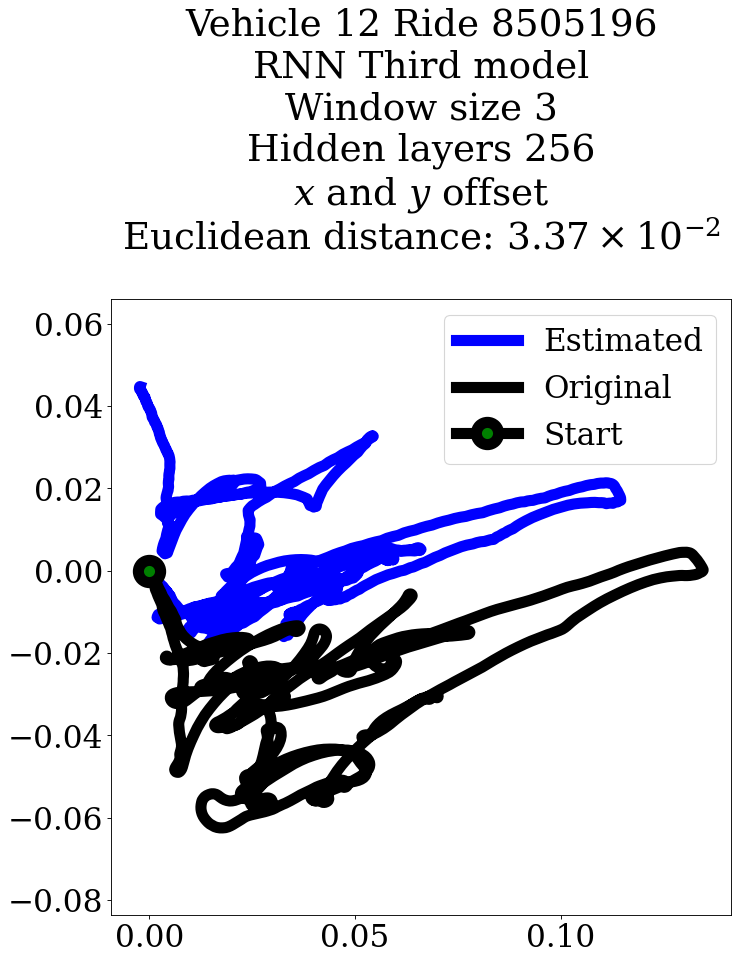 Vehicle 12 Ride 8505196
RNN Third model
Window size 3
Hidden layers 256
x and y offset
Euclidean distance: 3.37 × 10⁻²
Estimated
Original
Start
0.06
0.04
0.02
0.00
−0.02
−0.04
−0.06
−0.08
0.00 0.05 0.10